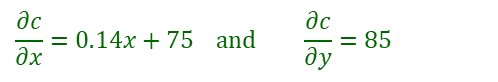 ∂c/∂x = 0.14x + 75 and ∂c/∂y = 85